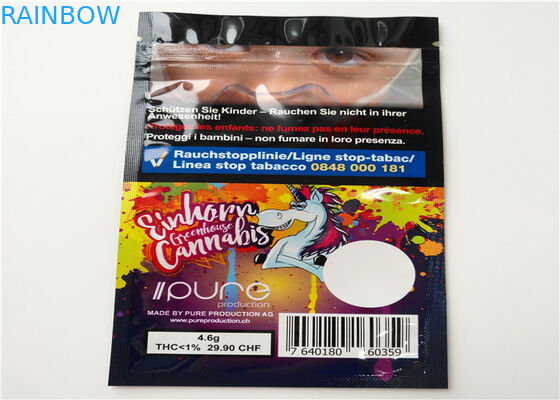 RAINBOW
Schützen Sie Kinder – Rauchen Sie nicht in ihrer
Anwesenheit!
Protégez les enfants: ne fumez pas en leur présence.
Proteggi i bambini – non fumare in loro presenza.
Rauchstopplinie/Ligne stop-tabac/
Linea stop tabacco 0848 000 181
Einhorn
Greenhouse
Cannabis
//pure
production
MADE BY PURE PRODUCTION AG
www.pureproduction.ch
4.6g
THC<1% 29.90 CHF
7 640180 160359